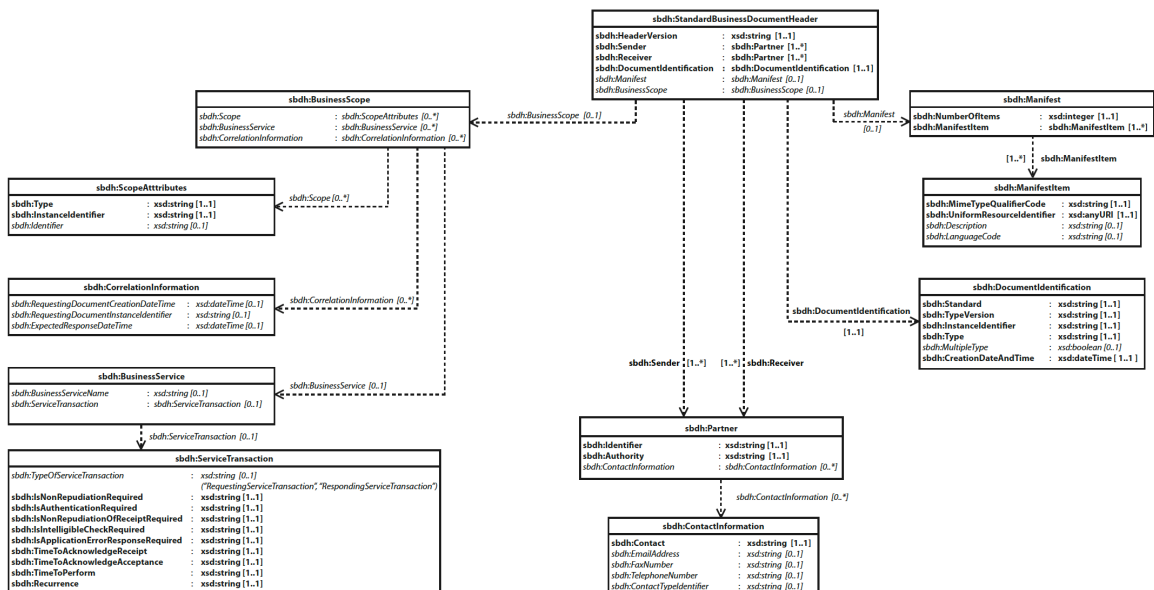 sbdh:StandardBusinessDocumentHeader
sbdh:HeaderVersion : xsd:string [1..1]
sbdh:Sender : sbdh:Partner [1..*]
sbdh:Receiver : sbdh:Partner [1..*]
sbdh:DocumentIdentification : sbdh:DocumentIdentification [1..1]
sbdh:Manifest : sbdh:Manifest [0..1]
sbdh:BusinessScope : sbdh:BusinessScope [0..1]
sbdh:BusinessScope
sbdh:Scope : sbdh:ScopeAttributes [0..*]
sbdh:BusinessService : sbdh:BusinessService [0..*]
sbdh:CorrelationInformation : sbdh:CorrelationInformation [0..*]
sbdh:BusinessScope [0..1]
sbdh:Manifest
[0..1]
sbdh:Manifest
sbdh:NumberOfItems : xsd:integer [1..1]
sbdh:ManifestItem : sbdh:ManifestItem [1..*]
[1..*] sbdh:ManifestItem
sbdh:ManifestItem
sbdh:MimeTypeQualifierCode : xsd:string [1..1]
sbdh:UniformResourceIdentifier : xsd:anyURI [1..1]
sbdh:Description : xsd:string [0..1]
sbdh:LanguageCode : xsd:string [0..1]
sbdh:ScopeAtttributes
sbdh:Type : xsd:string [1..1]
sbdh:InstanceIdentifier : xsd:string [1..1]
sbdh:Identifier : xsd:string [0..1]
sbdh:Scope [0..*]
sbdh:CorrelationInformation
sbdh:RequestingDocumentCreationDateTime : xsd:dateTime [0..1]
sbdh:RequestingDocumentInstanceIdentifier : xsd:string [0..1]
sbdh:ExpectedResponseDateTime : xsd:dateTime [0..1]
sbdh:CorrelationInformation [0..*]
sbdh:DocumentIdentification
[1..1]
sbdh:DocumentIdentification
sbdh:Standard : xsd:string [1..1]
sbdh:TypeVersion : xsd:string [1..1]
sbdh:InstanceIdentifier : xsd:string [1..1]
sbdh:Type : xsd:string [1..1]
sbdh:MultipleType : xsd:boolean [0..1]
sbdh:CreationDateAndTime : xsd:dateTime [1..1 ]
sbdh:Sender [1..*] [1..*] sbdh:Receiver
sbdh:BusinessService
sbdh:BusinessServiceName : xsd:string [0..1]
sbdh:ServiceTransaction : sbdh:ServiceTransaction [0..1]
sbdh:BusinessService [0..1]
sbdh:ServiceTransaction [0..1]
sbdh:ServiceTransaction
sbdh:TypeOfServiceTransaction : xsd:string [0..1]
("RequestingServiceTransaction", "RespondingServiceTransaction")
sbdh:IsNonRepudiationRequired : xsd:string [1..1]
sbdh:IsAuthenticationRequired : xsd:string [1..1]
sbdh:IsNonRepudiationOfReceiptRequired : xsd:string [1..1]
sbdh:IsIntelligibleCheckRequired : xsd:string [1..1]
sbdh:IsApplicationErrorResponseRequired : xsd:string [1..1]
sbdh:TimeToAcknowledgeReceipt : xsd:string [1..1]
sbdh:TimeToAcknowledgeAcceptance : xsd:string [1..1]
sbdh:TimeToPerform : xsd:string [1..1]
sbdh:Recurrence : xsd:string [1..1]
sbdh:Partner
sbdh:Identifier : xsd:string [1..1]
sbdh:Authority : xsd:string [1..1]
sbdh:ContactInformation : sbdh:ContactInformation [0..*]
sbdh:ContactInformation [0..*]
sbdh:ContactInformation
sbdh:Contact : xsd:string [1..1]
sbdh:EmailAddress : xsd:string [0..1]
sbdh:FaxNumber : xsd:string [0..1]
sbdh:TelephoneNumber : xsd:string [0..1]
sbdh:ContactTypeIdentifier : xsd:string [0..1]